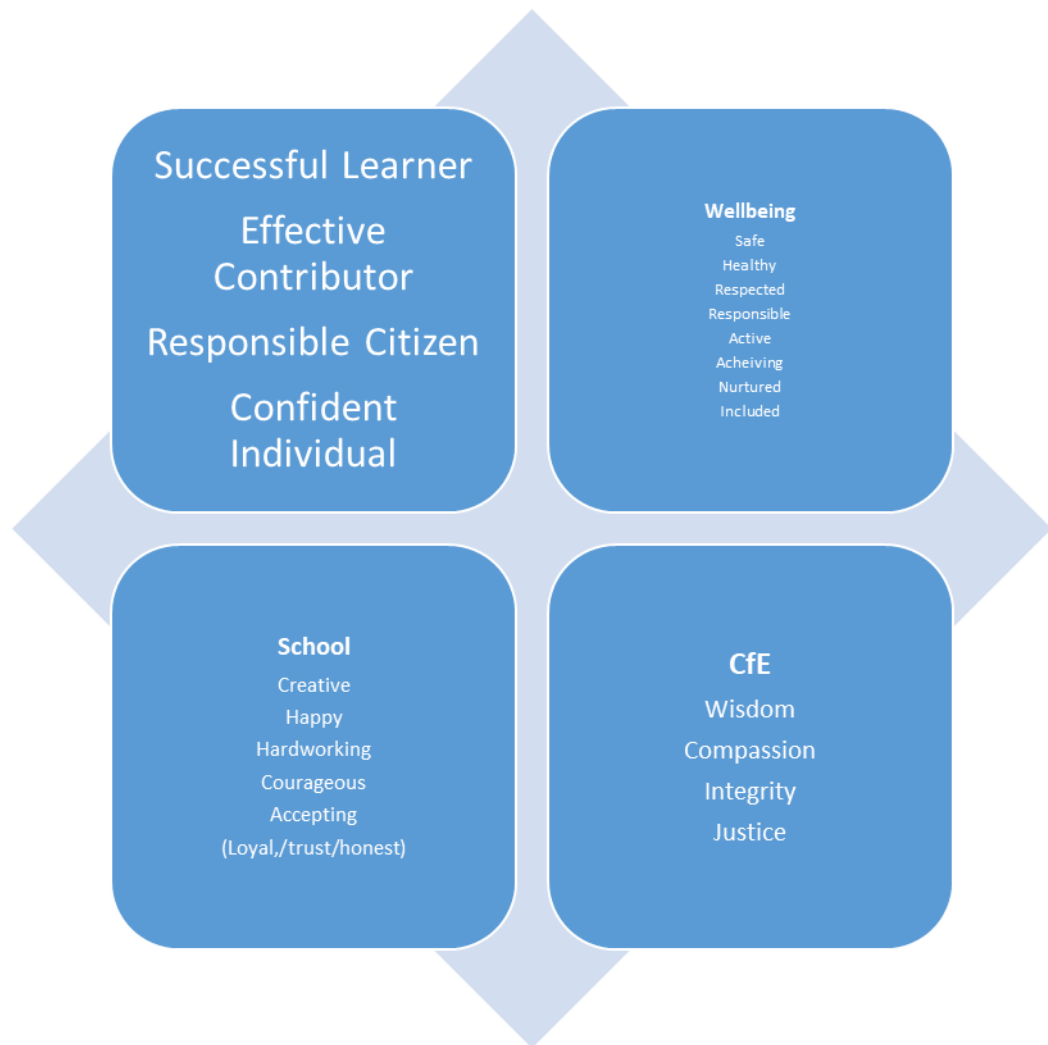 Successful Learner
Effective
Contributor
Responsible Citizen
Confident
Individual
Wellbeing
Safe
Healthy
Respected
Responsible
Active
Acheiving
Nurtured
Included
School
Creative
Happy
Hardworking
Courageous
Accepting
(Loyal,/trust/honest)
CfE
Wisdom
Compassion
Integrity
Justice